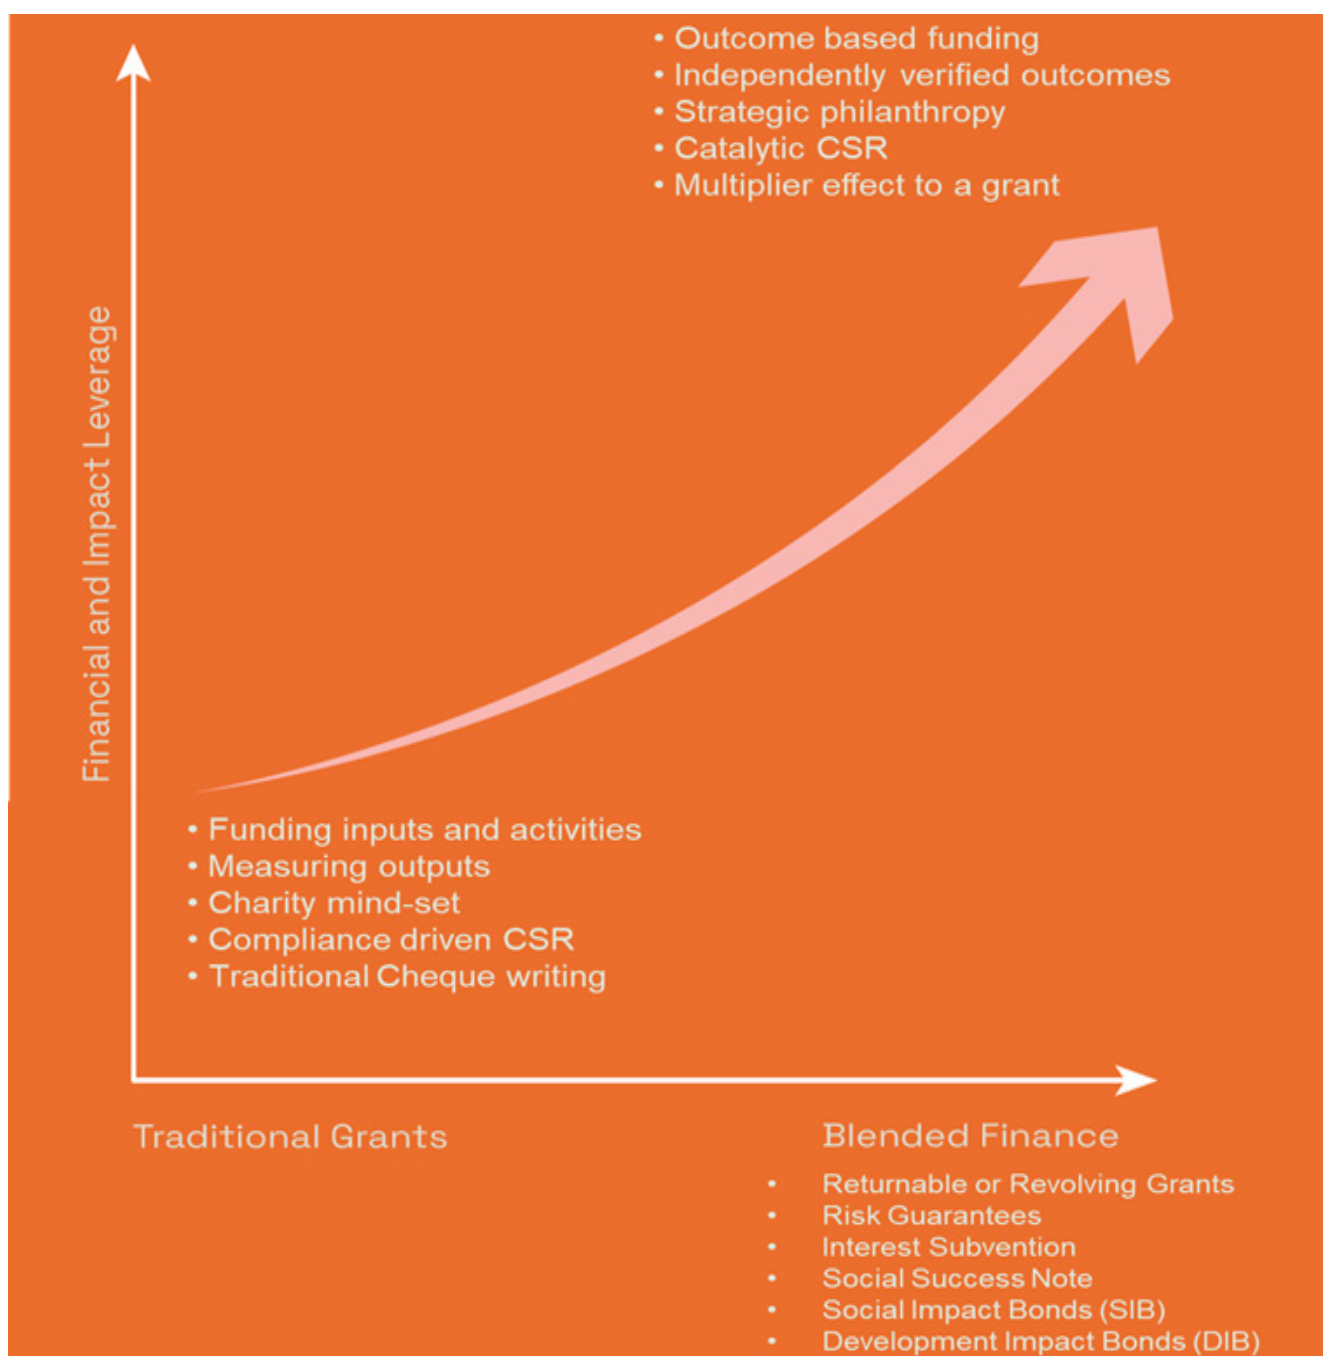 • Outcome based funding
• Independently verified outcomes
• Strategic philanthropy
• Catalytic CSR
• Multiplier effect to a grant
Financial and Impact Leverage
• Funding inputs and activities
• Measuring outputs
• Charity mind-set
• Compliance driven CSR
• Traditional Cheque writing
Traditional Grants
Blended Finance
• Returnable or Revolving Grants
• Risk Guarantees
• Interest Subvention
• Social Success Note
• Social Impact Bonds (SIB)
• Development Impact Bonds (DIB)